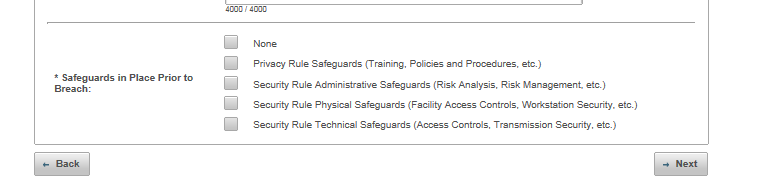 4000 / 4000
None
Privacy Rule Safeguards (Training, Policies and Procedures, etc.)
* Safeguards in Place Prior to
Breach:
Security Rule Administrative Safeguards (Risk Analysis, Risk Management, etc.)
Security Rule Physical Safeguards (Facility Access Controls, Workstation Security, etc.)
Security Rule Technical Safeguards (Access Controls, Transmission Security, etc.)
← Back
→ Next